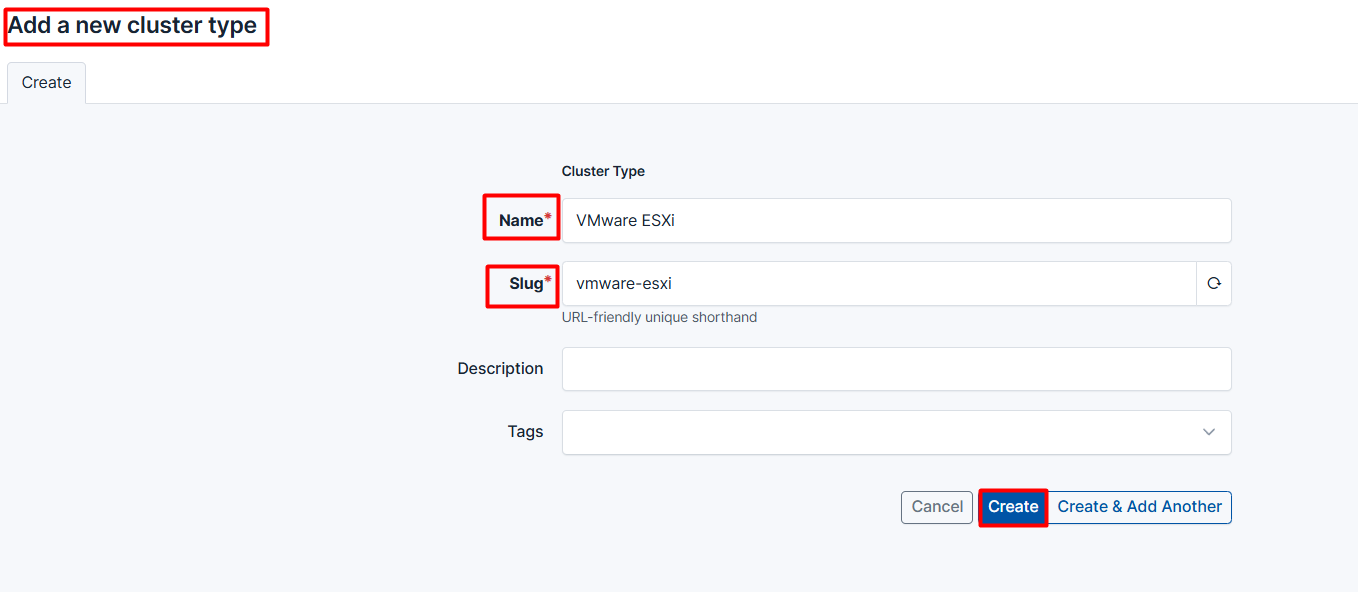 Add a new cluster type
Create
Cluster Type
Name* VMware ESXi
Slug* vmware-esxi
URL-friendly unique shorthand
Description
Tags
Cancel Create Create & Add Another